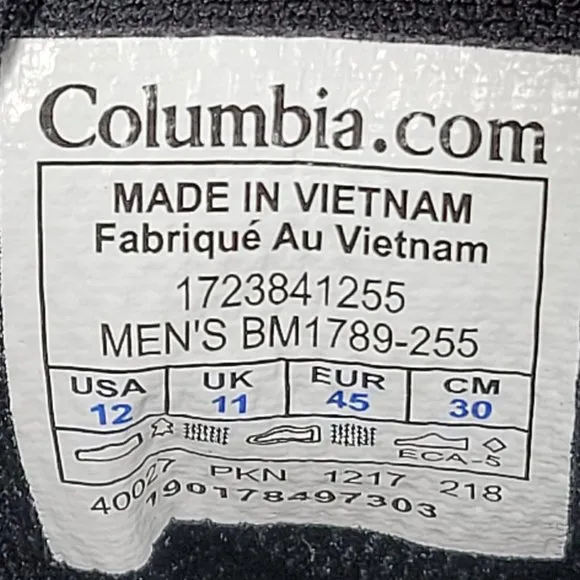 Columbia.com
MADE IN VIETNAM
Fabriqué Au Vietnam
1723841255
MEN'S BM1789-255
USA UK EUR CM
12 11 45 30
ECA-5
40027 PKN 1217 218
190178497303